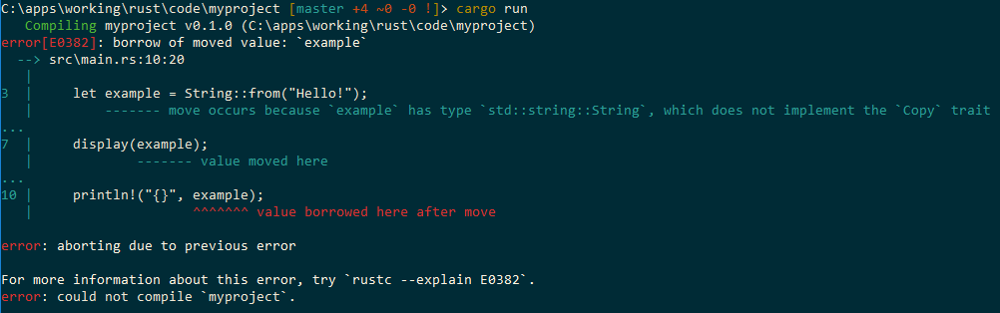 C:\apps\working\rust\code\myproject [master +4 ~0 -0 !]> cargo run
   Compiling myproject v0.1.0 (C:\apps\working\rust\code\myproject)
error[E0382]: borrow of moved value: `example`
  --> src\main.rs:10:20
   |
3  |     let example = String::from("Hello!");
   |         ------- move occurs because `example` has type `std::string::String`, which does not implement the `Copy` trait
...
7  |     display(example);
   |             ------- value moved here
...
10 |     println!("{}", example);
   |                    ^^^^^^^ value borrowed here after move

error: aborting due to previous error

For more information about this error, try `rustc --explain E0382`.
error: could not compile `myproject`.